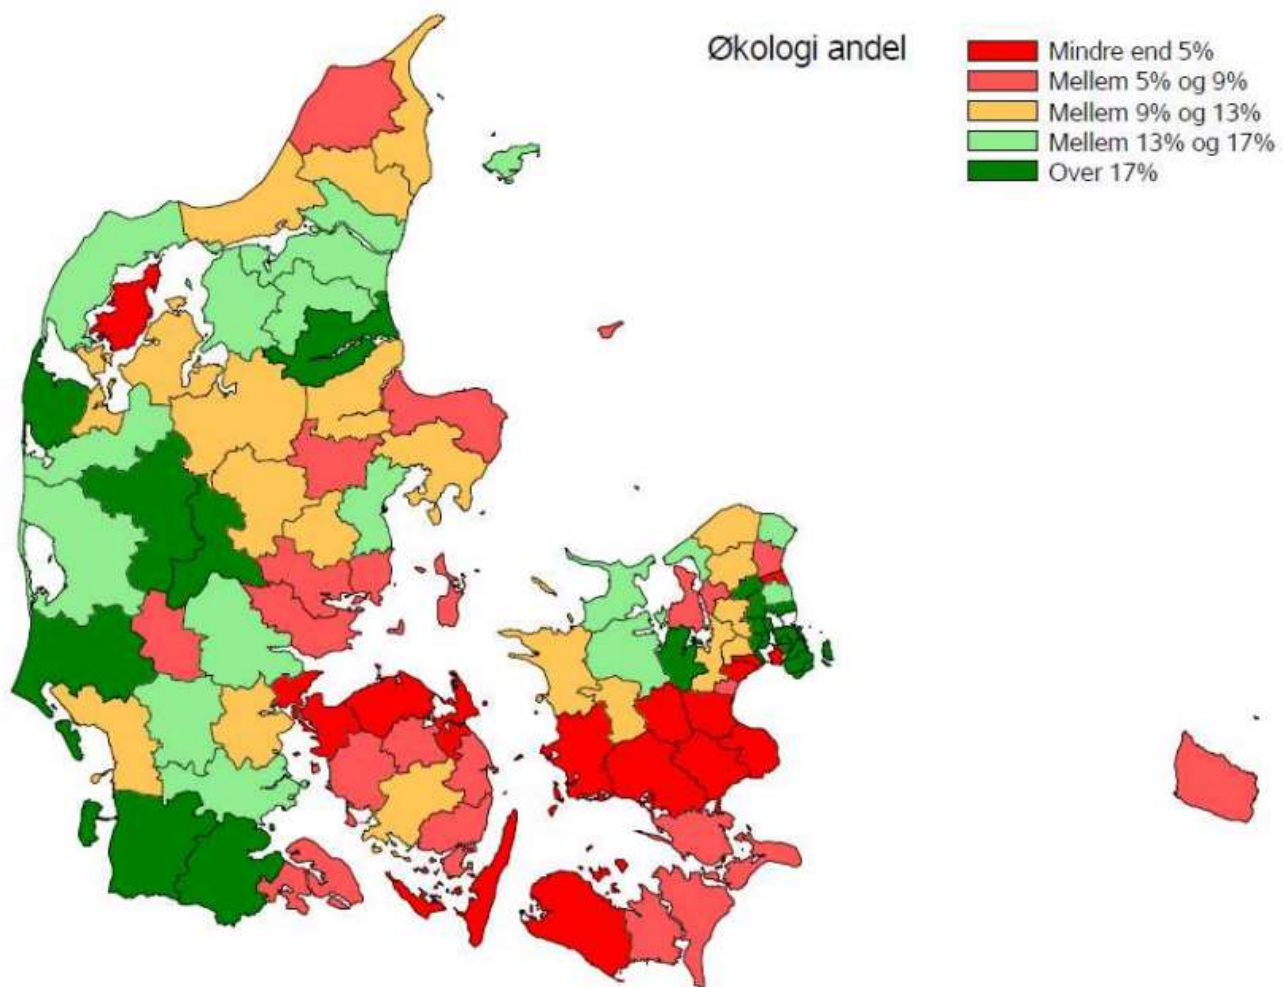 Økologi andel
Mindre end 5%
Mellem 5% og 9%
Mellem 9% og 13%
Mellem 13% og 17%
Over 17%